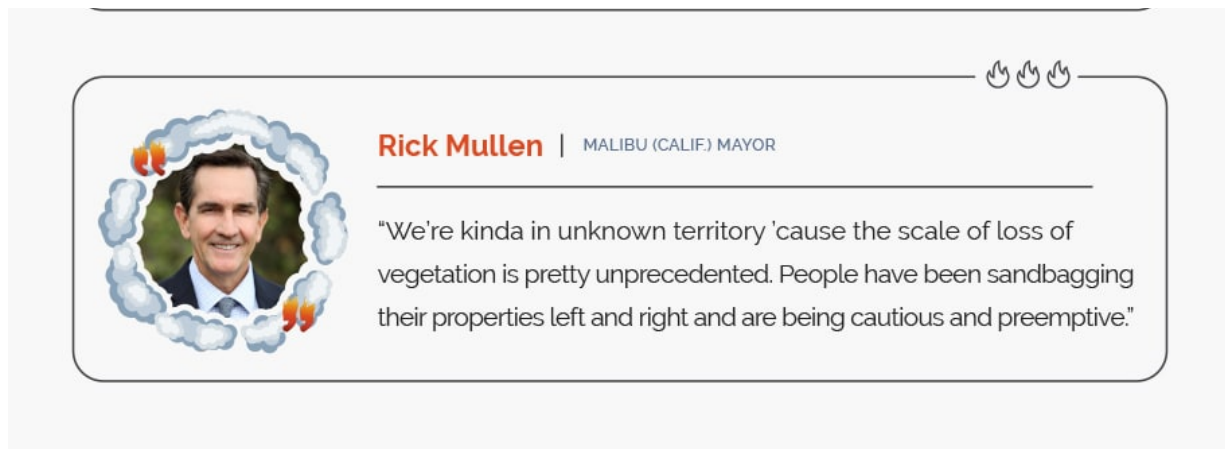 Rick Mullen | MALIBU (CALIF.) MAYOR
“We’re kinda in unknown territory ’cause the scale of loss of
vegetation is pretty unprecedented. People have been sandbagging
their properties left and right and are being cautious and preemptive.”